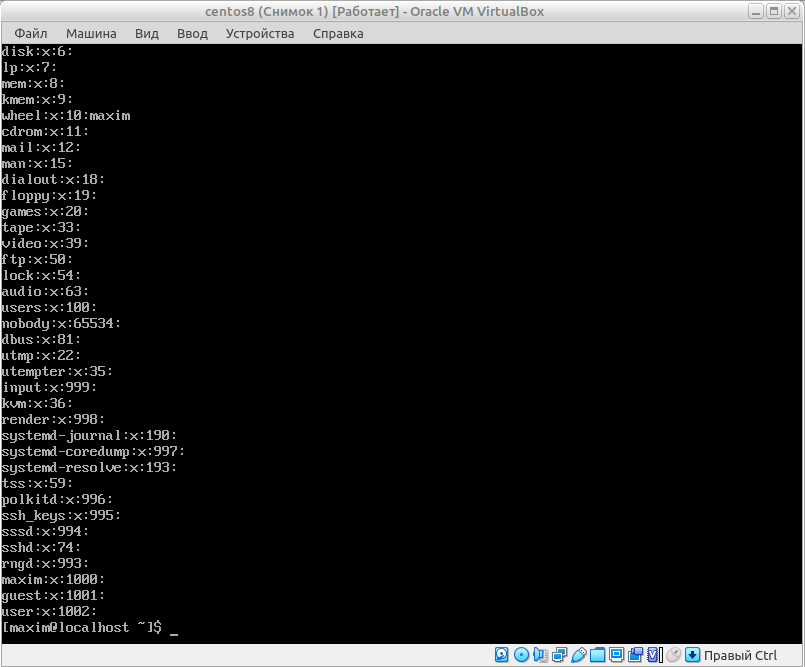 centos8 (Снимок 1) [Работает] - Oracle VM VirtualBox
Файл Машина Вид Ввод Устройства Справка
disk:x:6:
lp:x:7:
mem:x:8:
kmem:x:9:
wheel:x:10:maxim
cdrom:x:11:
mail:x:12:
man:x:15:
dialout:x:18:
floppy:x:19:
games:x:20:
tape:x:33:
video:x:39:
ftp:x:50:
lock:x:54:
audio:x:63:
users:x:100:
nobody:x:65534:
dbus:x:81:
utmp:x:22:
utempter:x:35:
input:x:999:
kvm:x:36:
render:x:998:
systemd-journal:x:190:
systemd-coredump:x:997:
systemd-resolve:x:193:
tss:x:59:
polkitd:x:996:
ssh_keys:x:995:
sssd:x:994:
sshd:x:74:
rngd:x:993:
maxim:x:1000:
guest:x:1001:
user:x:1002:
[maxim@localhost ~]$ _
Правый Ctrl